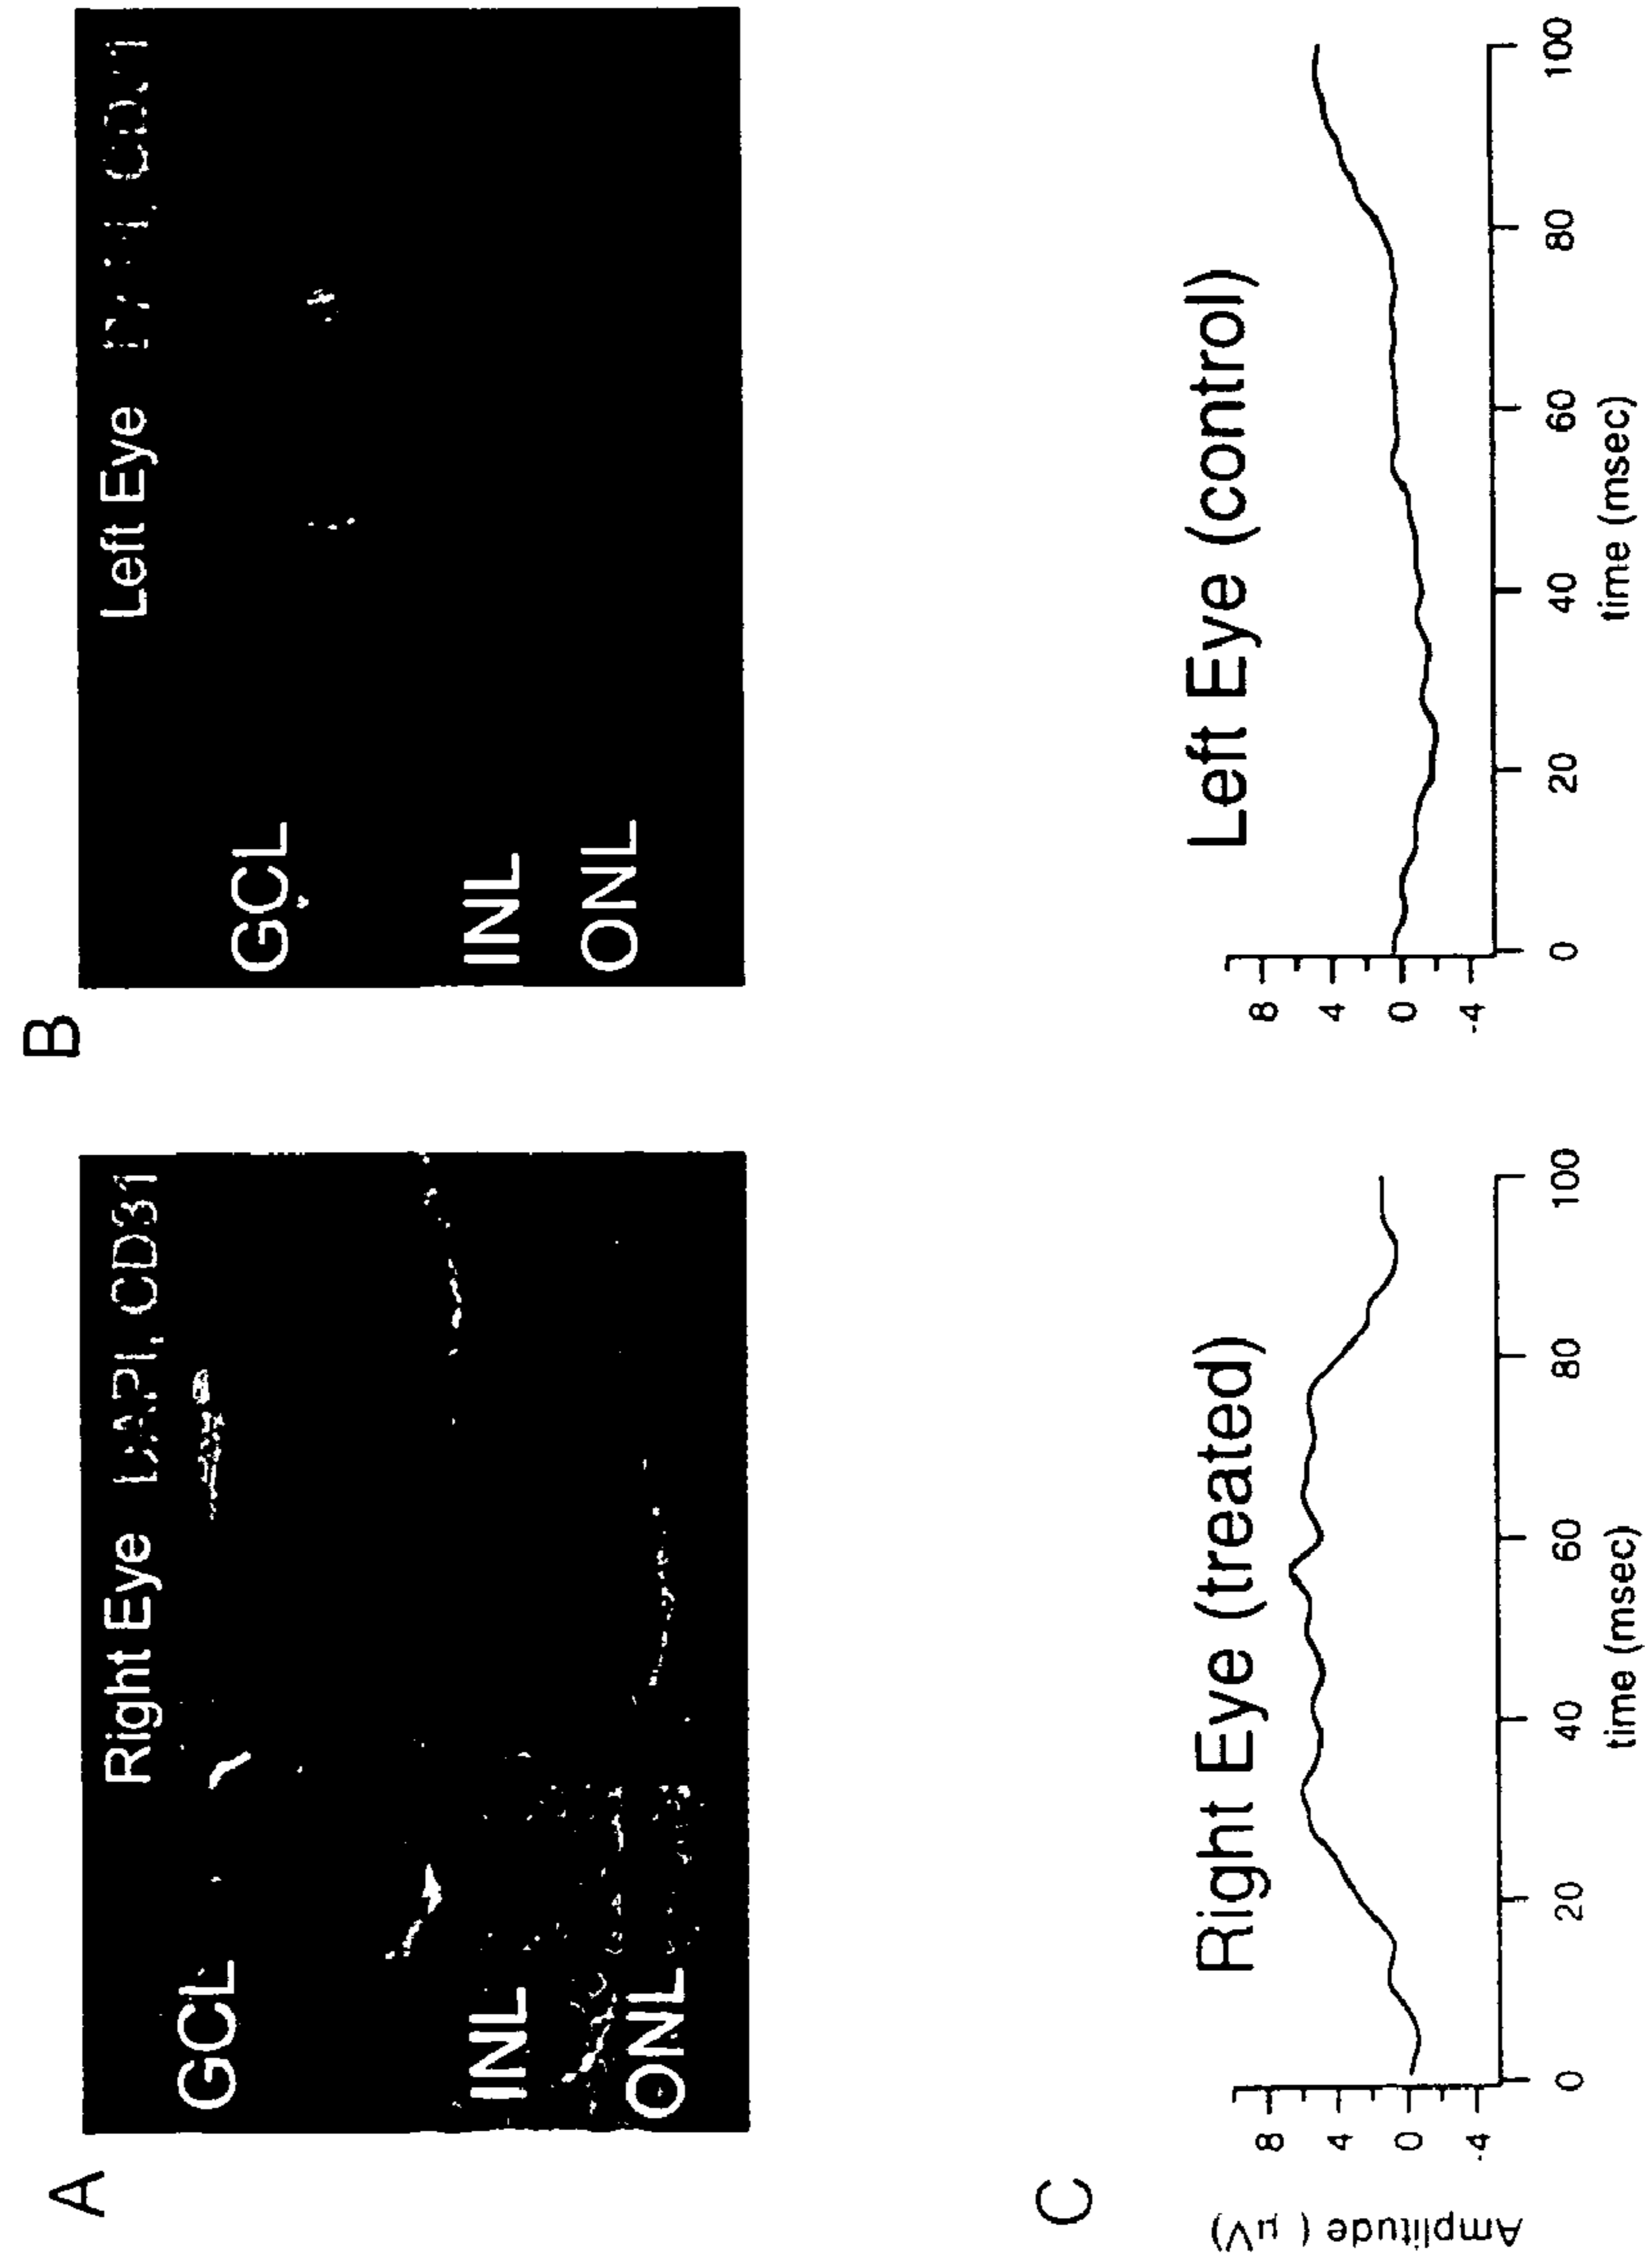 A
Right Eye DAPI, CD31
GCL
INL
ONL
B
Left Eye
GCL
INL
ONL
C
Right Eye (treated)
Amplitude ( µV)
8
4
0
-4
0 20 40 60 80 100
time (msec)
Left Eye (control)
8
4
0
-4
0 20 40 60 80 100
time (msec)